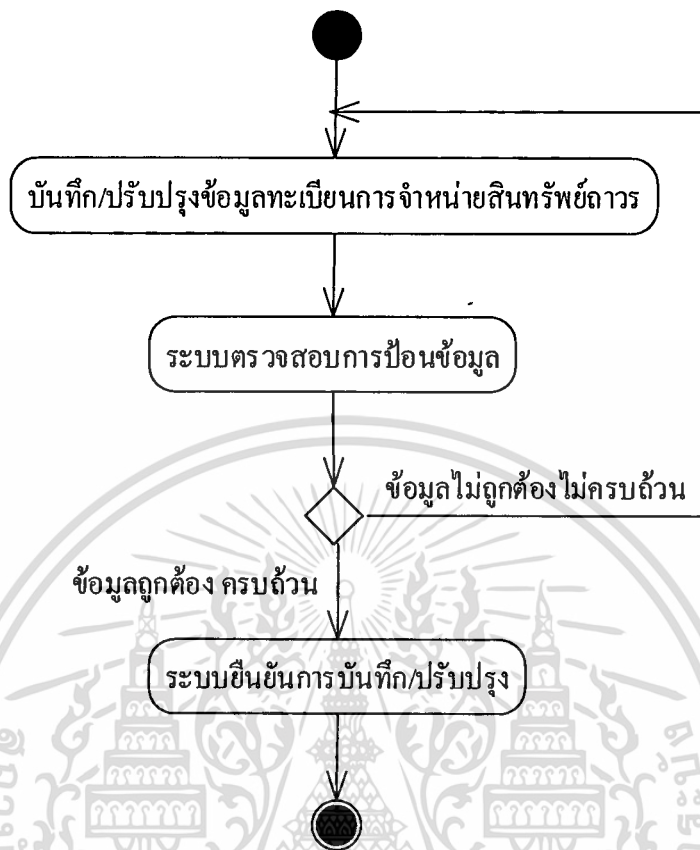 บันทึก/ปรับปรุงข้อมูลทะเบียนการจำหน่ายสินทรัพย์ถาวร
ระบบตรวจสอบการป้อนข้อมูล
ข้อมูลไม่ถูกต้อง ไม่ครบถ้วน
ข้อมูลถูกต้อง ครบถ้วน
ระบบยืนยันการบันทึก/ปรับปรุง